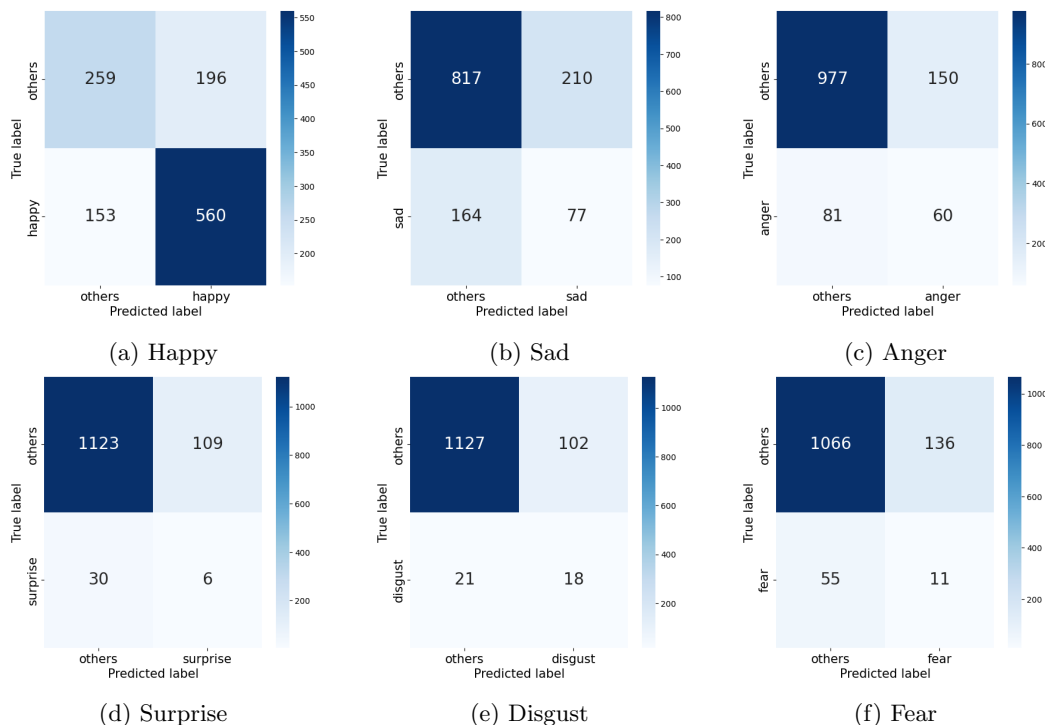 others
259
196
True label
happy
153
560
others
happy
Predicted label
550
500
450
400
350
300
250
200
(a) Happy
others
817
210
True label
sad
164
77
others
sad
Predicted label
800
700
600
500
400
300
200
100
(b) Sad
others
977
150
True label
anger
81
60
others
anger
Predicted label
800
600
400
200
(c) Anger
others
1123
109
True label
surprise
30
6
others
surprise
Predicted label
1000
800
600
400
200
(d) Surprise
others
1127
102
True label
disgust
21
18
others
disgust
Predicted label
1000
800
600
400
200
(e) Disgust
others
1066
136
True label
fear
55
11
others
fear
Predicted label
1000
800
600
400
200
(f) Fear